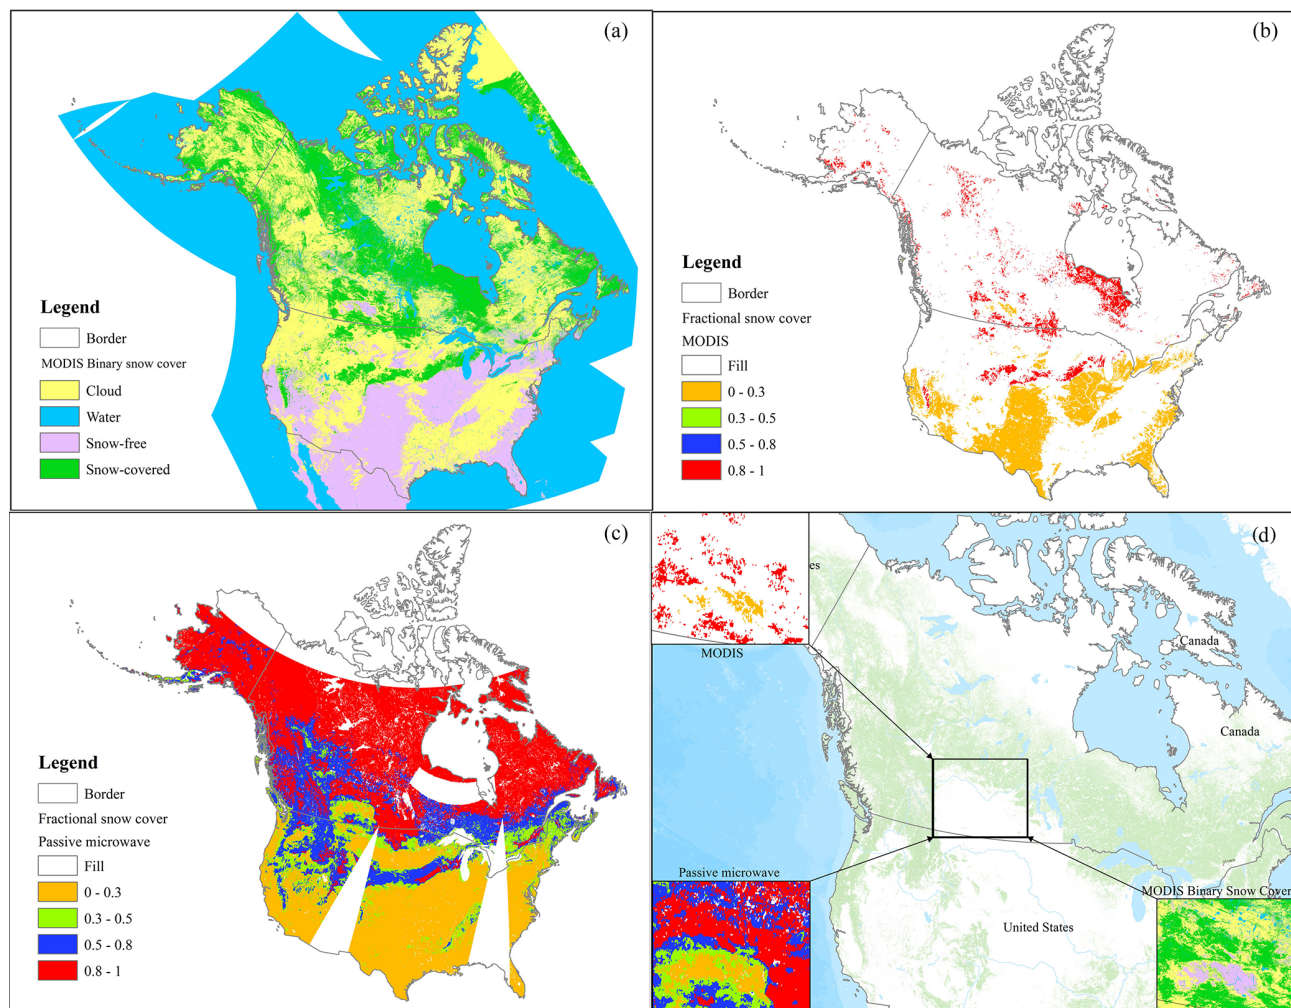 (a)
Legend
Border
MODIS Binary snow cover
Cloud
Water
Snow-free
Snow-covered
(b)
Legend
Border
Fractional snow cover
MODIS
Fill
0 - 0.3
0.3 - 0.5
0.5 - 0.8
0.8 - 1
(c)
Legend
Border
Fractional snow cover
Passive microwave
Fill
0 - 0.3
0.3 - 0.5
0.5 - 0.8
0.8 - 1
(d)
es
MODIS
Canada
Canada
Passive microwave
MODIS Binary Snow Cover
United States